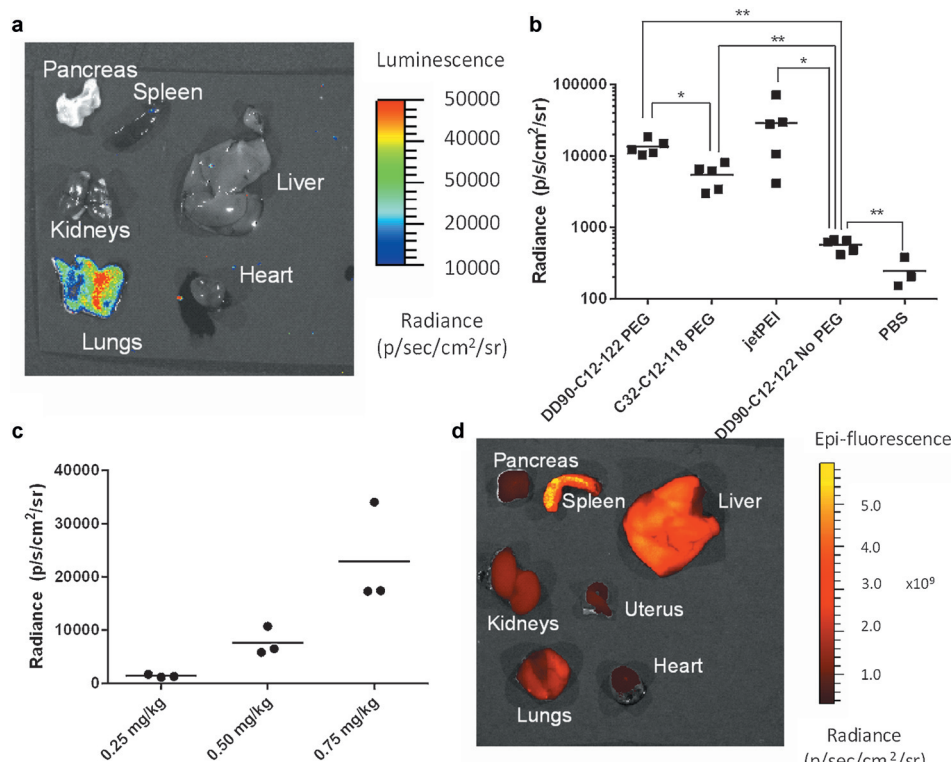 a
Pancreas
Spleen
Liver
Kidneys
Heart
Lungs
Luminescence
50000
40000
50000
20000
10000
Radiance
(p/sec/cm²/sr)
b
**
**
*
*
**
Radiance (p/s/cm²/sr)
100000
10000
1000
100
DD90-C12-122 PEG
C32-C12-118 PEG
jetPEI
DD90-C12-122 No PEG
PBS
c
Radiance (p/s/cm²/sr)
40000
30000
20000
10000
0
0.25 mg/kg
0.50 mg/kg
0.75 mg/kg
d
Pancreas
Spleen
Liver
Kidneys
Uterus
Heart
Lungs
Epi-fluorescence
5.0
4.0
3.0
x10⁹
2.0
1.0
Radiance
(p/sec/cm²/sr)